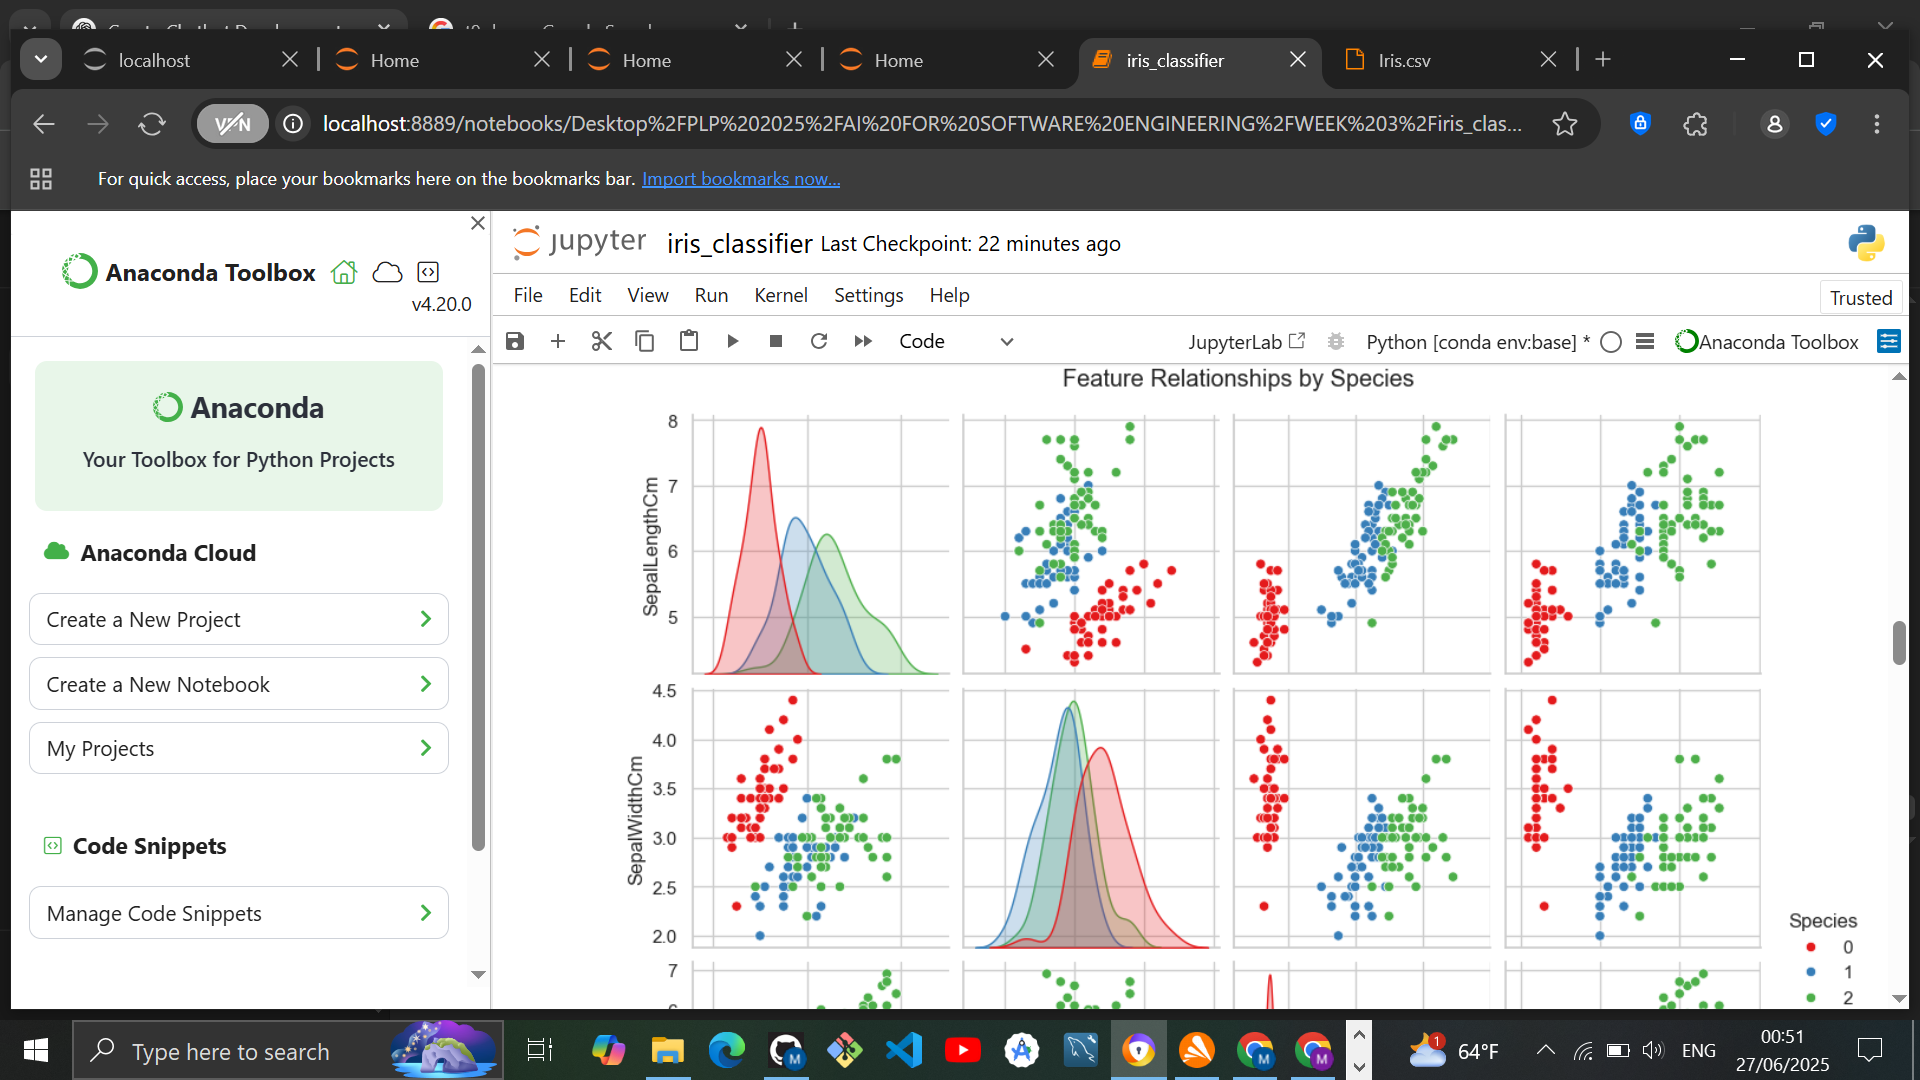 localhost
Home
Home
Home
iris_classifier
Iris.csv
VPN
localhost:8889/notebooks/Desktop%2FPLP%202025%2FAI%20FOR%20SOFTWARE%20ENGINEERING%2FWEEK%203%2Firis_clas...
For quick access, place your bookmarks here on the bookmarks bar. Import bookmarks now...
Anaconda Toolbox
v4.20.0
Anaconda
Your Toolbox for Python Projects
Anaconda Cloud
Create a New Project
Create a New Notebook
My Projects
Code Snippets
Manage Code Snippets
jupyter iris_classifier Last Checkpoint: 22 minutes ago
File Edit View Run Kernel Settings Help
Trusted
Code
JupyterLab
Python [conda env:base] *
Anaconda Toolbox
Feature Relationships by Species
8
7
6
5
SepalLengthCm
4.5
4.0
3.5
3.0
2.5
2.0
SepalWidthCm
7
Species
0
1
2
Type here to search
M
M
M
1
64°F
ENG
00:51
27/06/2025